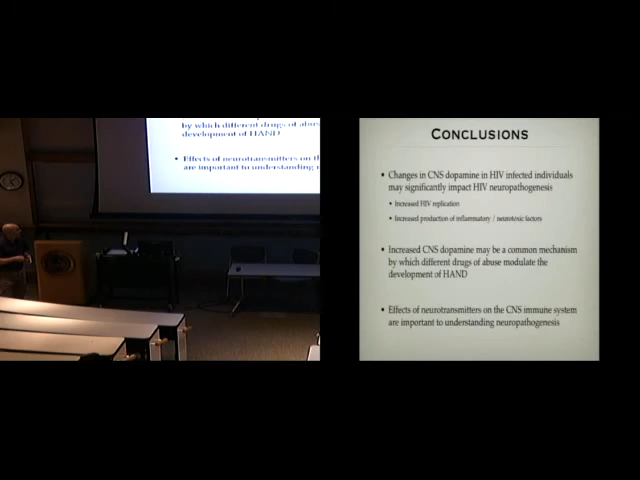 by which different drugs of abuse
development of HAND
• Effects of neurotransmitters on th
are important to understanding
CONCLUSIONS
• Changes in CNS dopamine in HIV infected individuals
may significantly impact HIV neuropathogenesis
• Increased HIV replication
• Increased production of inflammatory / neurotoxic factors
• Increased CNS dopamine may be a common mechanism
by which different drugs of abuse modulate the
development of HAND
• Effects of neurotransmitters on the CNS immune system
are important to understanding neuropathogenesis